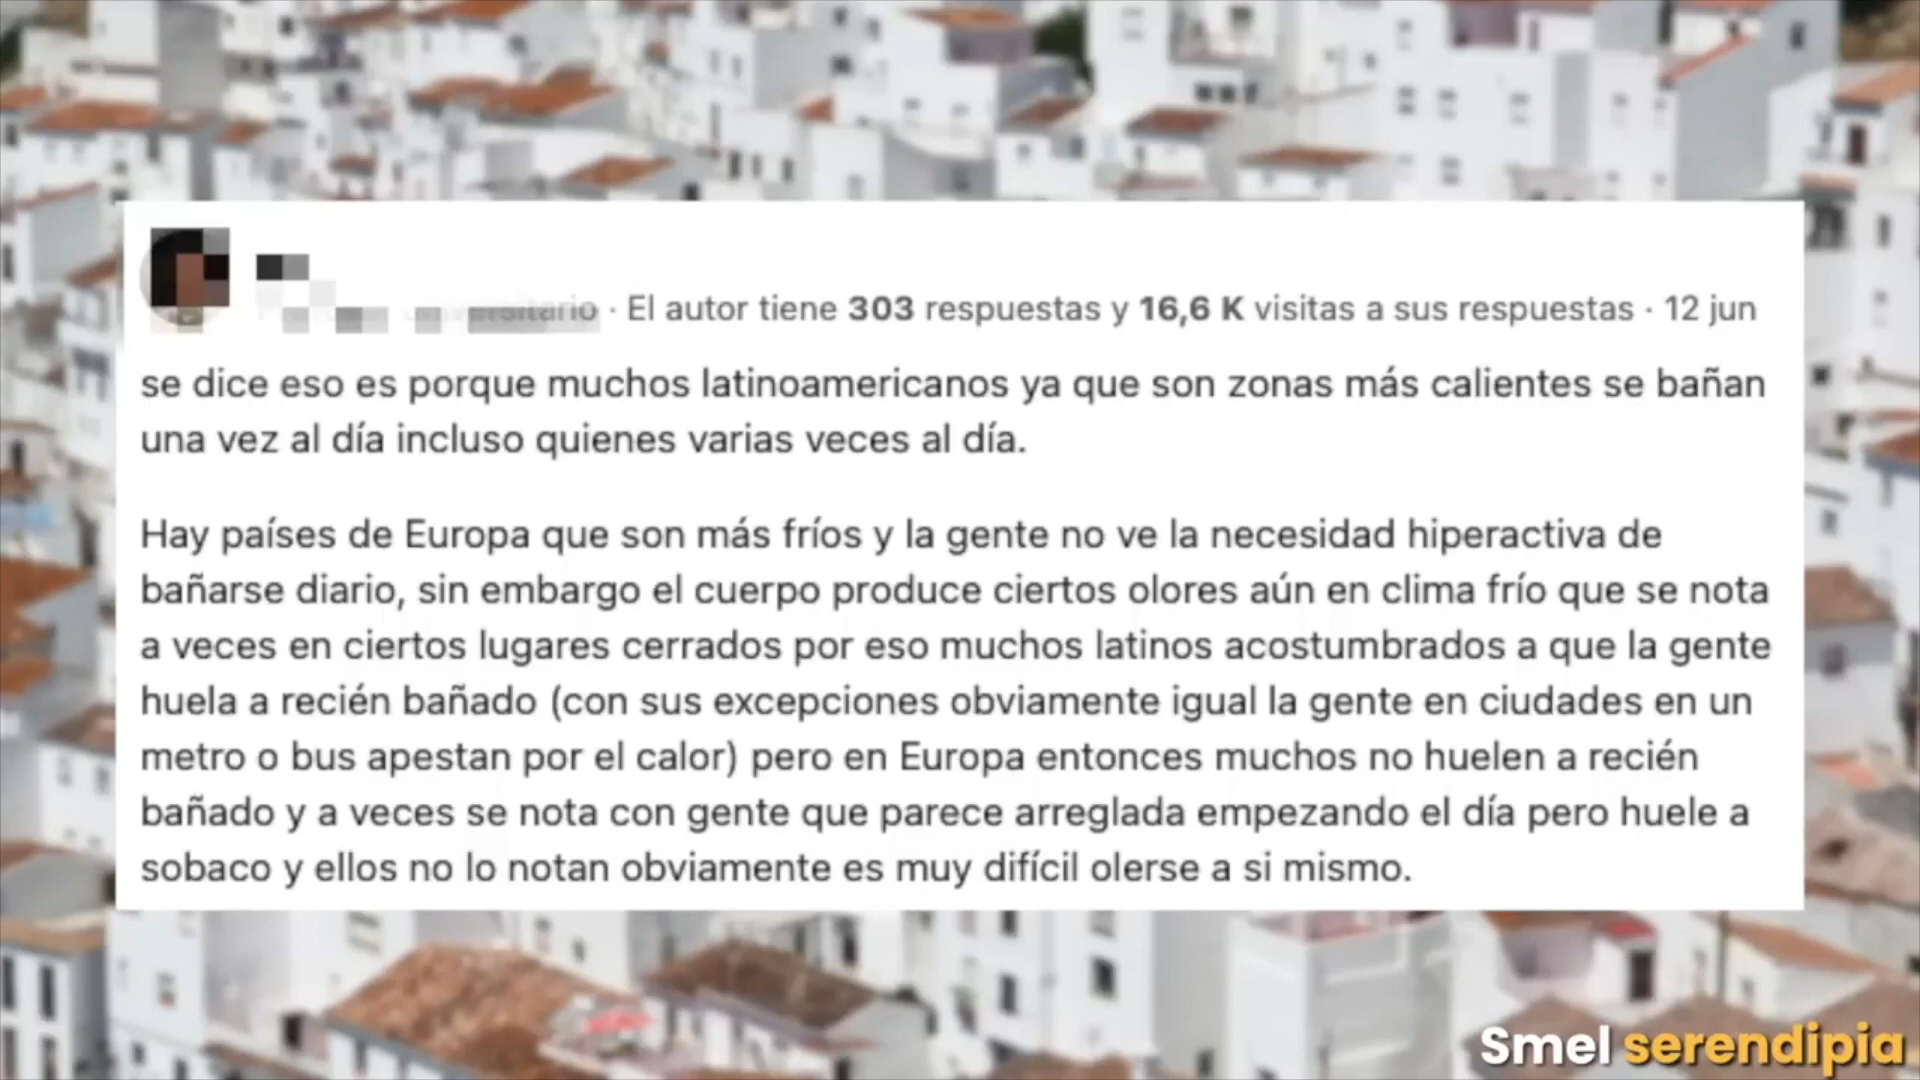 · El autor tiene 303 respuestas y 16,6 K visitas a sus respuestas · 12 jun
se dice eso es porque muchos latinoamericanos ya que son zonas más calientes se bañan
una vez al día incluso quienes varias veces al día.
Hay países de Europa que son más fríos y la gente no ve la necesidad hiperactiva de
bañarse diario, sin embargo el cuerpo produce ciertos olores aún en clima frío que se nota
a veces en ciertos lugares cerrados por eso muchos latinos acostumbrados a que la gente
huela a recién bañado (con sus excepciones obviamente igual la gente en ciudades en un
metro o bus apestan por el calor) pero en Europa entonces muchos no huelen a recién
bañado y a veces se nota con gente que parece arreglada empezando el día pero huele a
sobaco y ellos no lo notan obviamente es muy difícil olerse a si mismo.
Smel serendipia